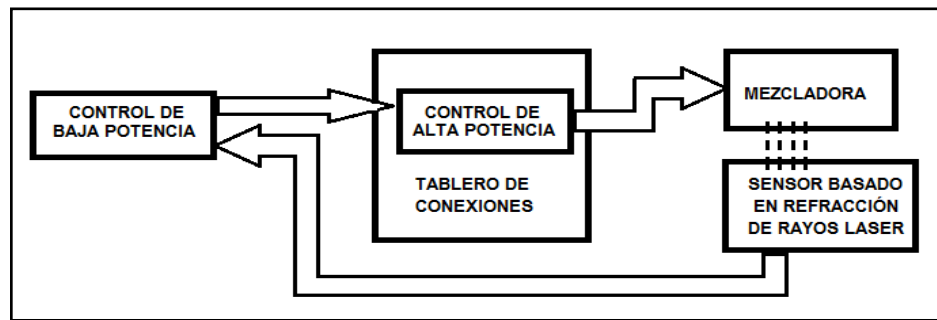 CONTROL DE
BAJA POTENCIA
CONTROL DE
ALTA POTENCIA
TABLERO DE
CONEXIONES
MEZCLADORA
SENSOR BASADO
EN REFRACCIÓN
DE RAYOS LASER